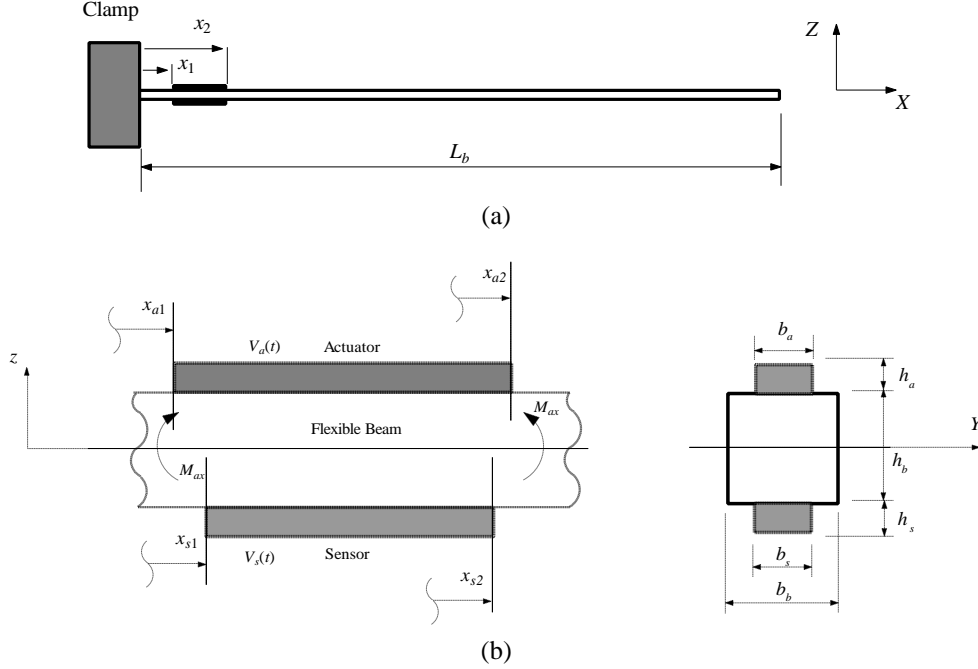 Clamp
x2
x1
Z
X
Lb
(a)
xa2
xa1
Va(t) Actuator
z
Max
Flexible Beam
Max
xs1
Vs(t) Sensor
xs2
ba
ha
Y
hb
hs
bs
bb
(b)